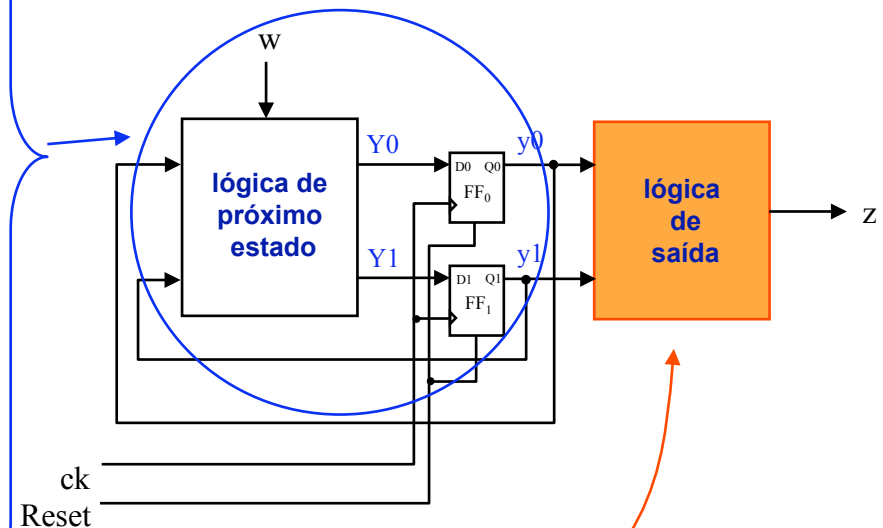 w
Y0
y0
D0 Q0
FF0
lógica de
próximo
estado
lógica
de
saída
z
Y1
y1
D1 Q1
FF1
ck
Reset